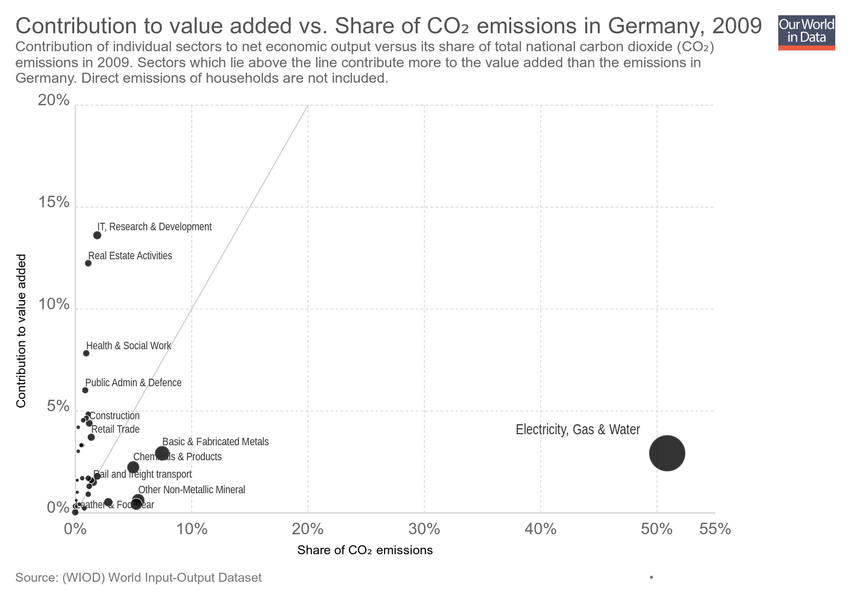 Contribution to value added vs. Share of CO₂ emissions in Germany, 2009
Our World
in Data
Contribution of individual sectors to net economic output versus its share of total national carbon dioxide (CO₂)
emissions in 2009. Sectors which lie above the line contribute more to the value added than the emissions in
Germany. Direct emissions of households are not included.
20%
15%
IT, Research & Development
Real Estate Activities
10%
Health & Social Work
Public Admin & Defence
5%
Construction
Retail Trade
Electricity, Gas & Water
Basic & Fabricated Metals
Chemicals & Products
Rail and freight transport
Other Non-Metallic Mineral
Leather & Footwear
0%
Contribution to value added
0%
10%
20%
30%
40%
50%
55%
Share of CO₂ emissions
Source: (WIOD) World Input-Output Dataset